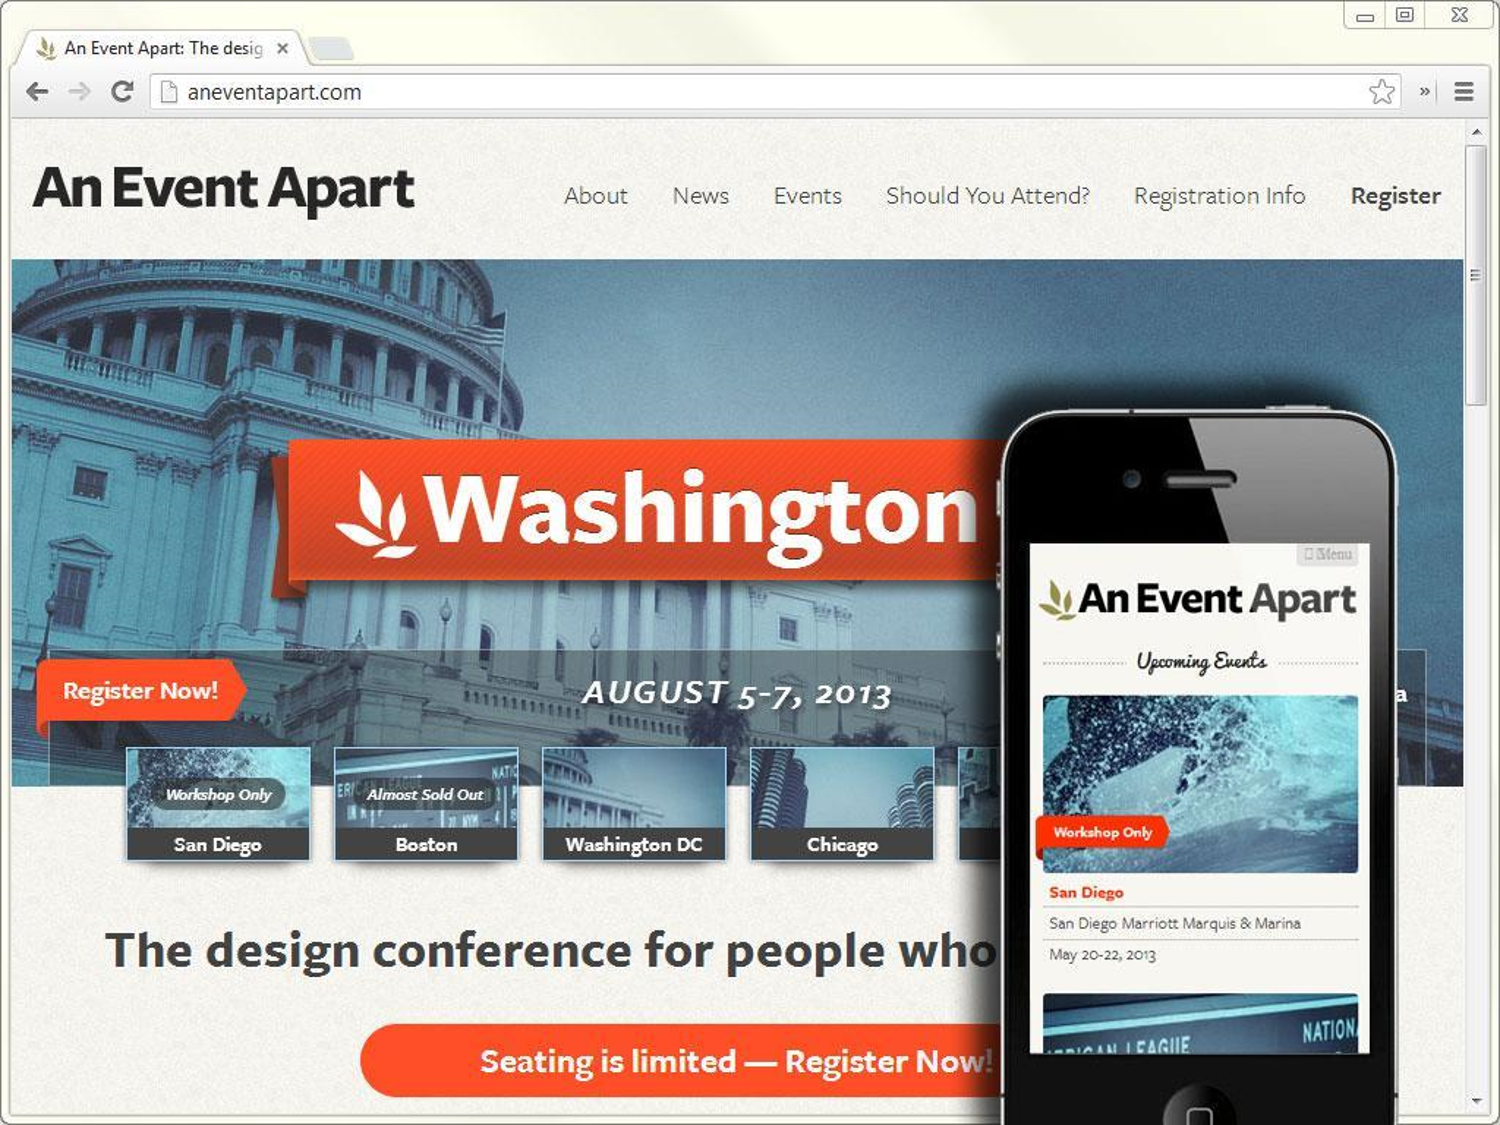 An Event Apart: The desig
aneventapart.com
An Event Apart
About News Events Should You Attend? Registration Info Register
Washington
Register Now!
AUGUST 5-7, 2013
a
Workshop Only
San Diego
Almost Sold Out
Boston
Washington DC
Chicago
The design conference for people who
Seating is limited — Register Now!
Menu
An Event Apart
Upcoming Events
Workshop Only
San Diego
San Diego Marriott Marquis & Marina
May 20-22, 2013
NATION
ERICAN LEAGUE